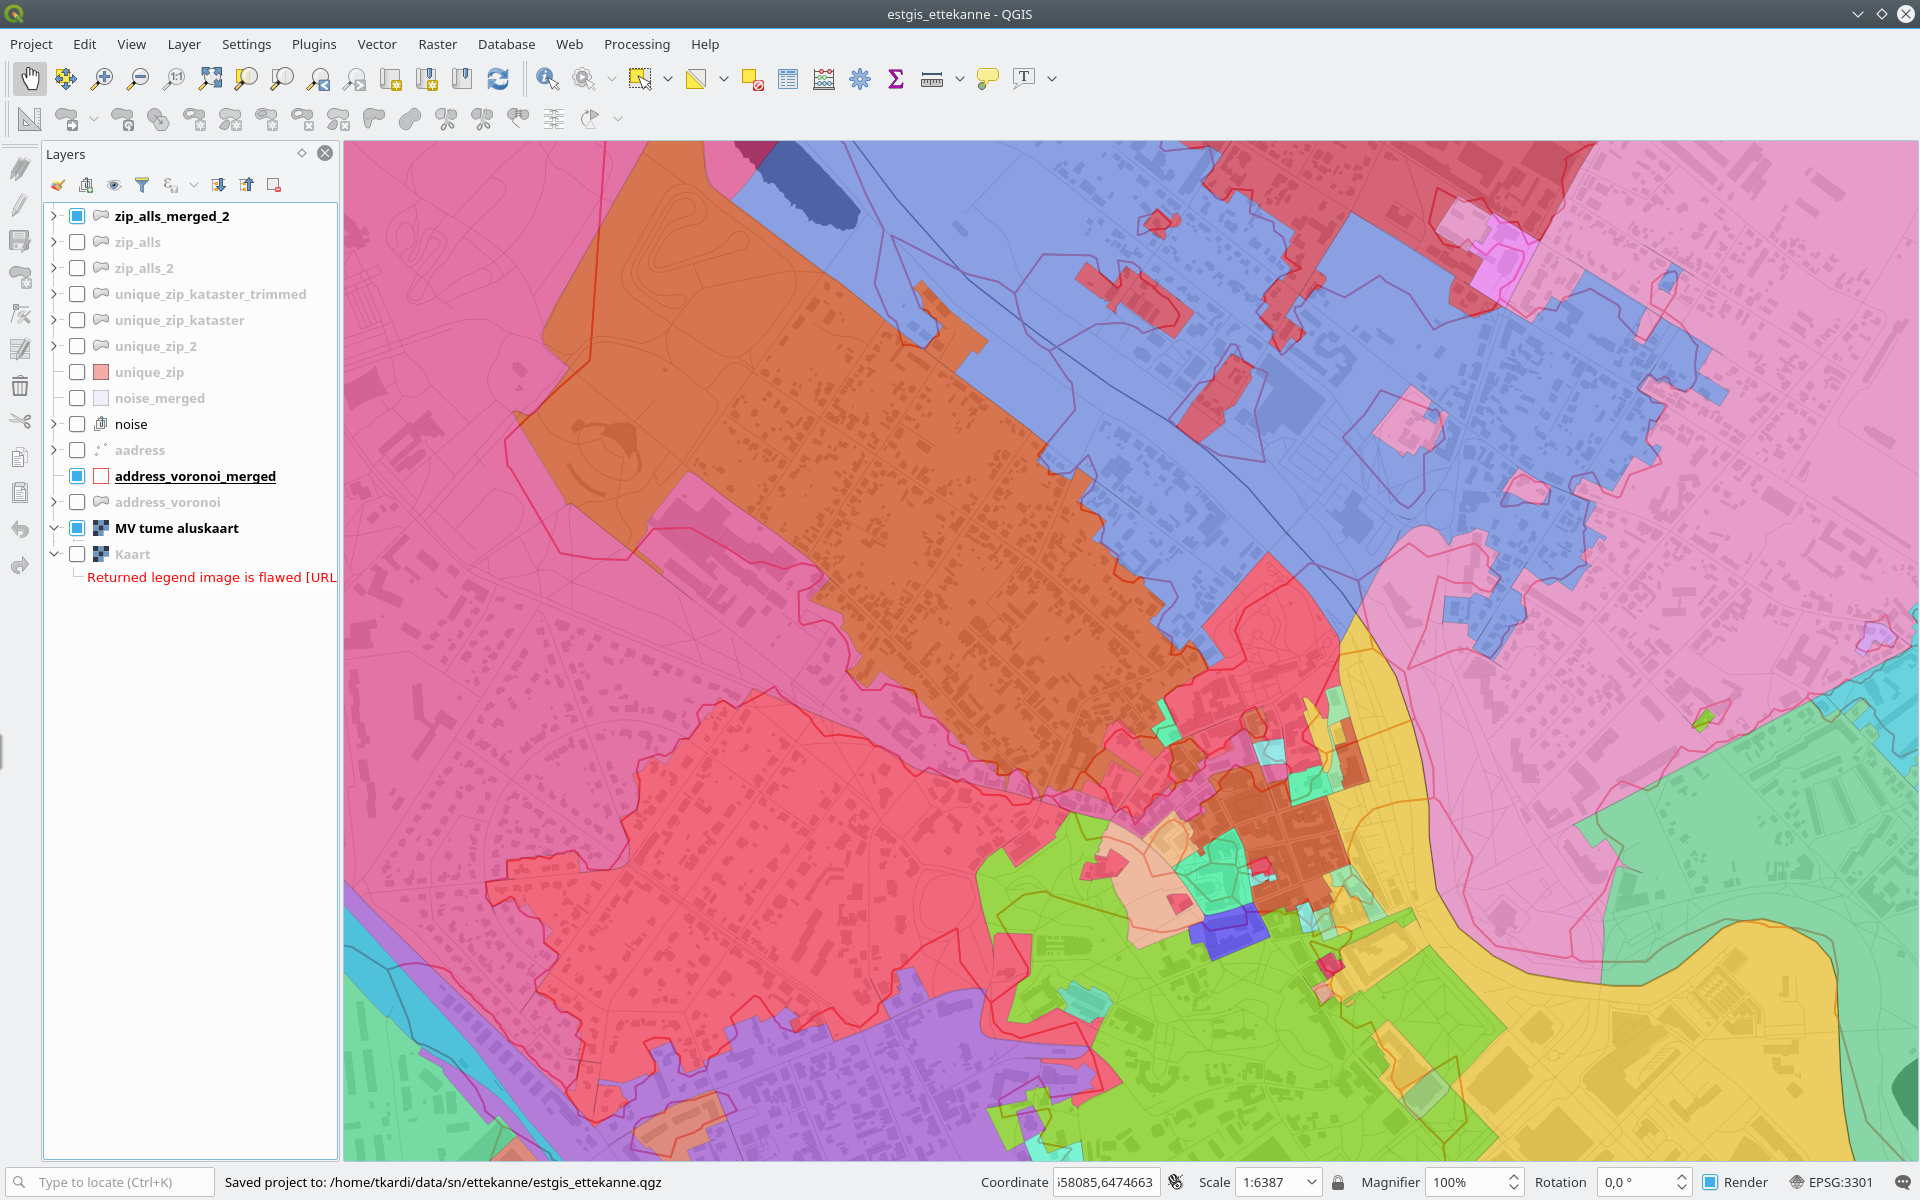 estgis_ettekanne - QGIS
Project Edit View Layer Settings Plugins Vector Raster Database Web Processing Help
Layers
zip_alls_merged_2
zip_alls
zip_alls_2
unique_zip_kataster_trimmed
unique_zip_kataster
unique_zip_2
unique_zip
noise_merged
noise
aadress
address_voronoi_merged
address_voronoi
MV tume aluskaart
Kaart
Returned legend image is flawed [URL
Type to locate (Ctrl+K) Saved project to: /home/tkardi/data/sn/ettekanne/estgis_ettekanne.qgz Coordinate 58085,6474663 Scale 1:6387 Magnifier 100% Rotation 0,0 ° Render EPSG:3301